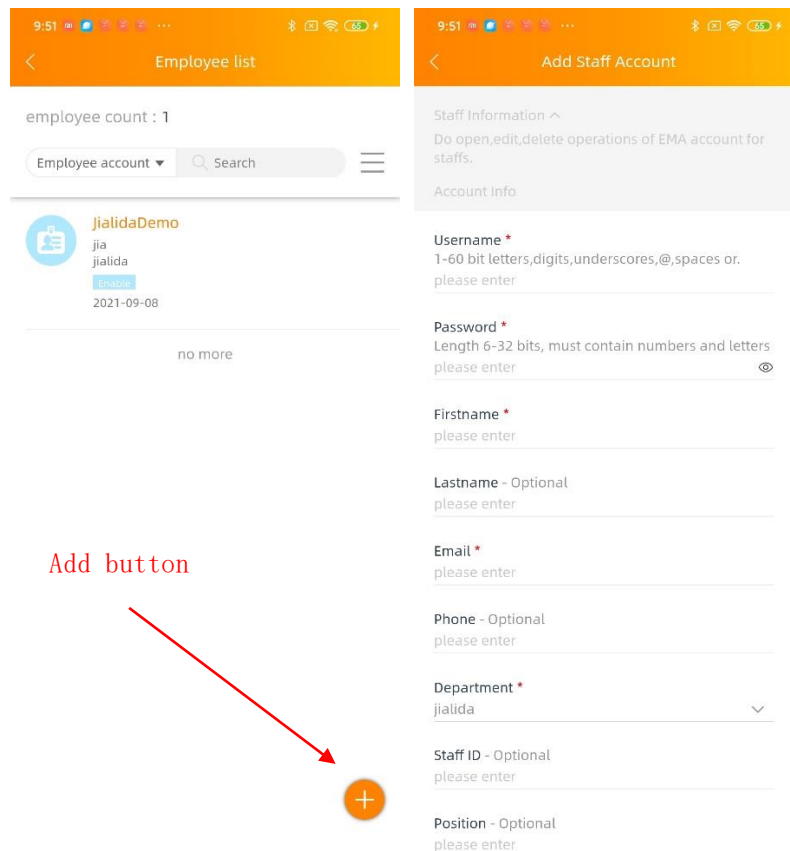 9:51
65
Employee list
employee count : 1
Employee account
Search
JialidaDemo
jia
jialida
Enable
2021-09-08
no more
Add button
9:51
65
Add Staff Account
Staff Information
Do open,edit,delete operations of EMA account for
staffs.
Account Info
Username *
1-60 bit letters,digits,underscores,@,spaces or.
please enter
Password *
Length 6-32 bits, must contain numbers and letters
please enter
Firstname *
please enter
Lastname - Optional
please enter
Email *
please enter
Phone - Optional
please enter
Department *
jialida
Staff ID - Optional
please enter
Position - Optional
please enter